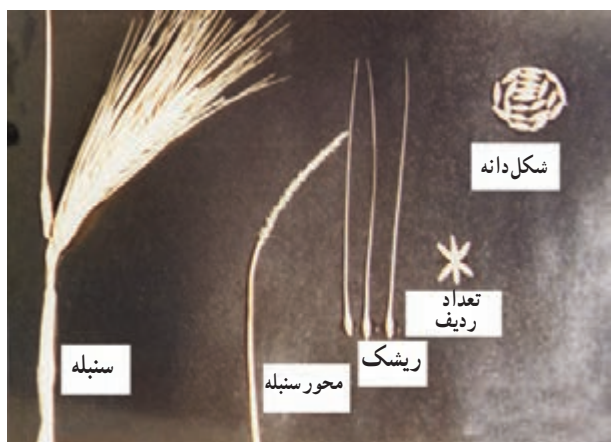 شکل دانه
تعداد
ردیف
ریشک
محور سنبله
سنبله